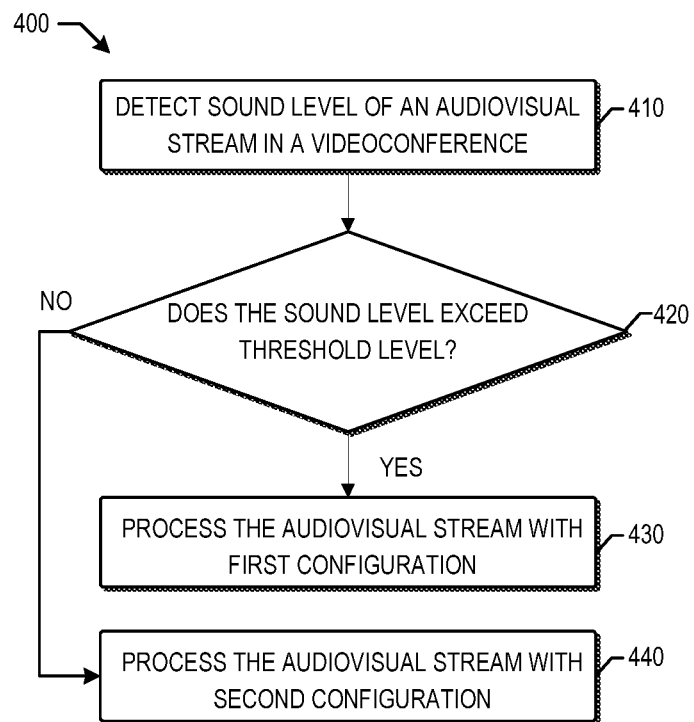 400
DETECT SOUND LEVEL OF AN AUDIOVISUAL
STREAM IN A VIDEOCONFERENCE
410
DOES THE SOUND LEVEL EXCEED
THRESHOLD LEVEL?
420
NO
YES
PROCESS THE AUDIOVISUAL STREAM WITH
FIRST CONFIGURATION
430
PROCESS THE AUDIOVISUAL STREAM WITH
SECOND CONFIGURATION
440